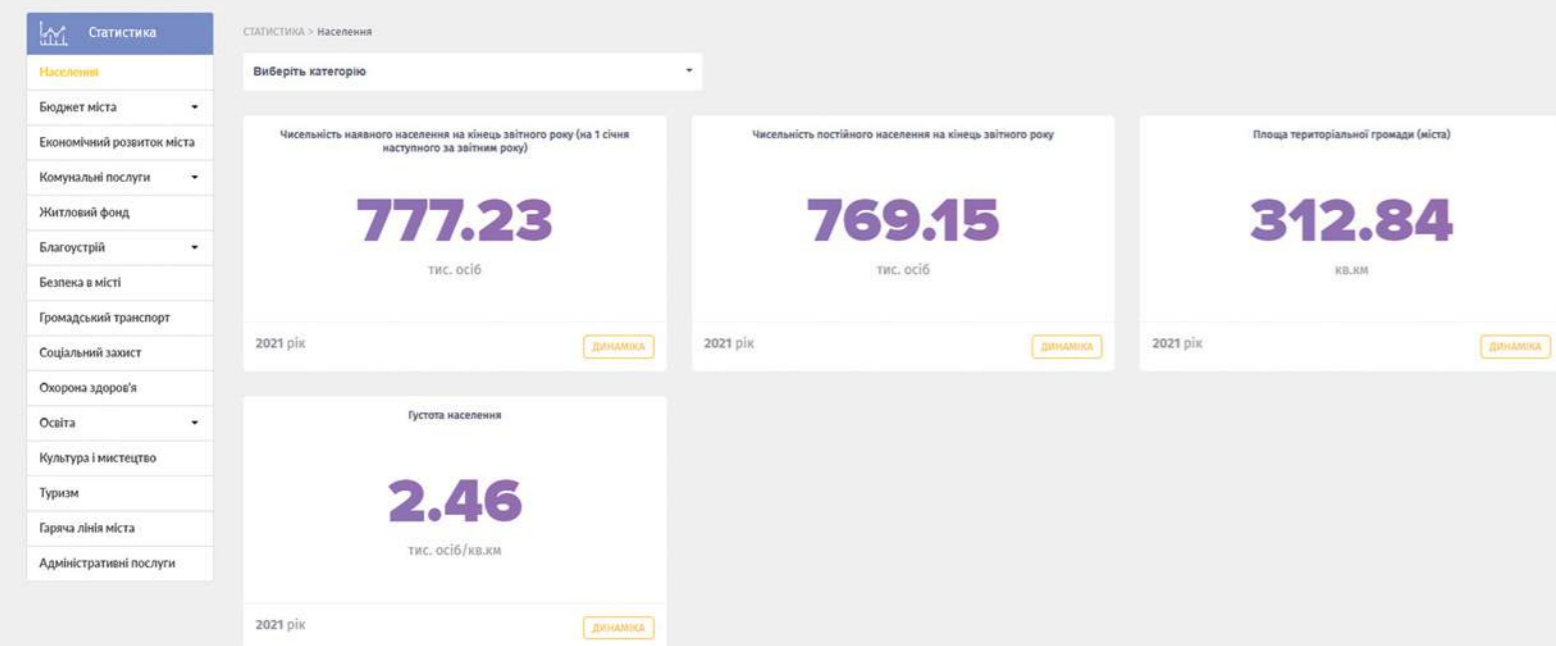 Статистика
Населення
Бюджет міста
Економічний розвиток міста
Комунальні послуги
Житловий фонд
Благоустрій
Безпека в місті
Громадський транспорт
Соціальний захист
Охорона здоров'я
Освіта
Культура і мистецтво
Туризм
Гаряча лінія міста
Адміністративні послуги
СТАТИСТИКА > Населення
Виберіть категорію
Чисельність наявного населення на кінець звітного року (на 1 січня
наступного за звітним року)
777.23
тис. осіб
2021 рік
ДИНАМІКА
Чисельність постійного населення на кінець звітного року
769.15
тис. осіб
2021 рік
ДИНАМІКА
Площа територіальної громади (міста)
312.84
кв.км
2021 рік
ДИНАМІКА
Густота населення
2.46
тис. осіб/кв.км
2021 рік
ДИНАМІКА